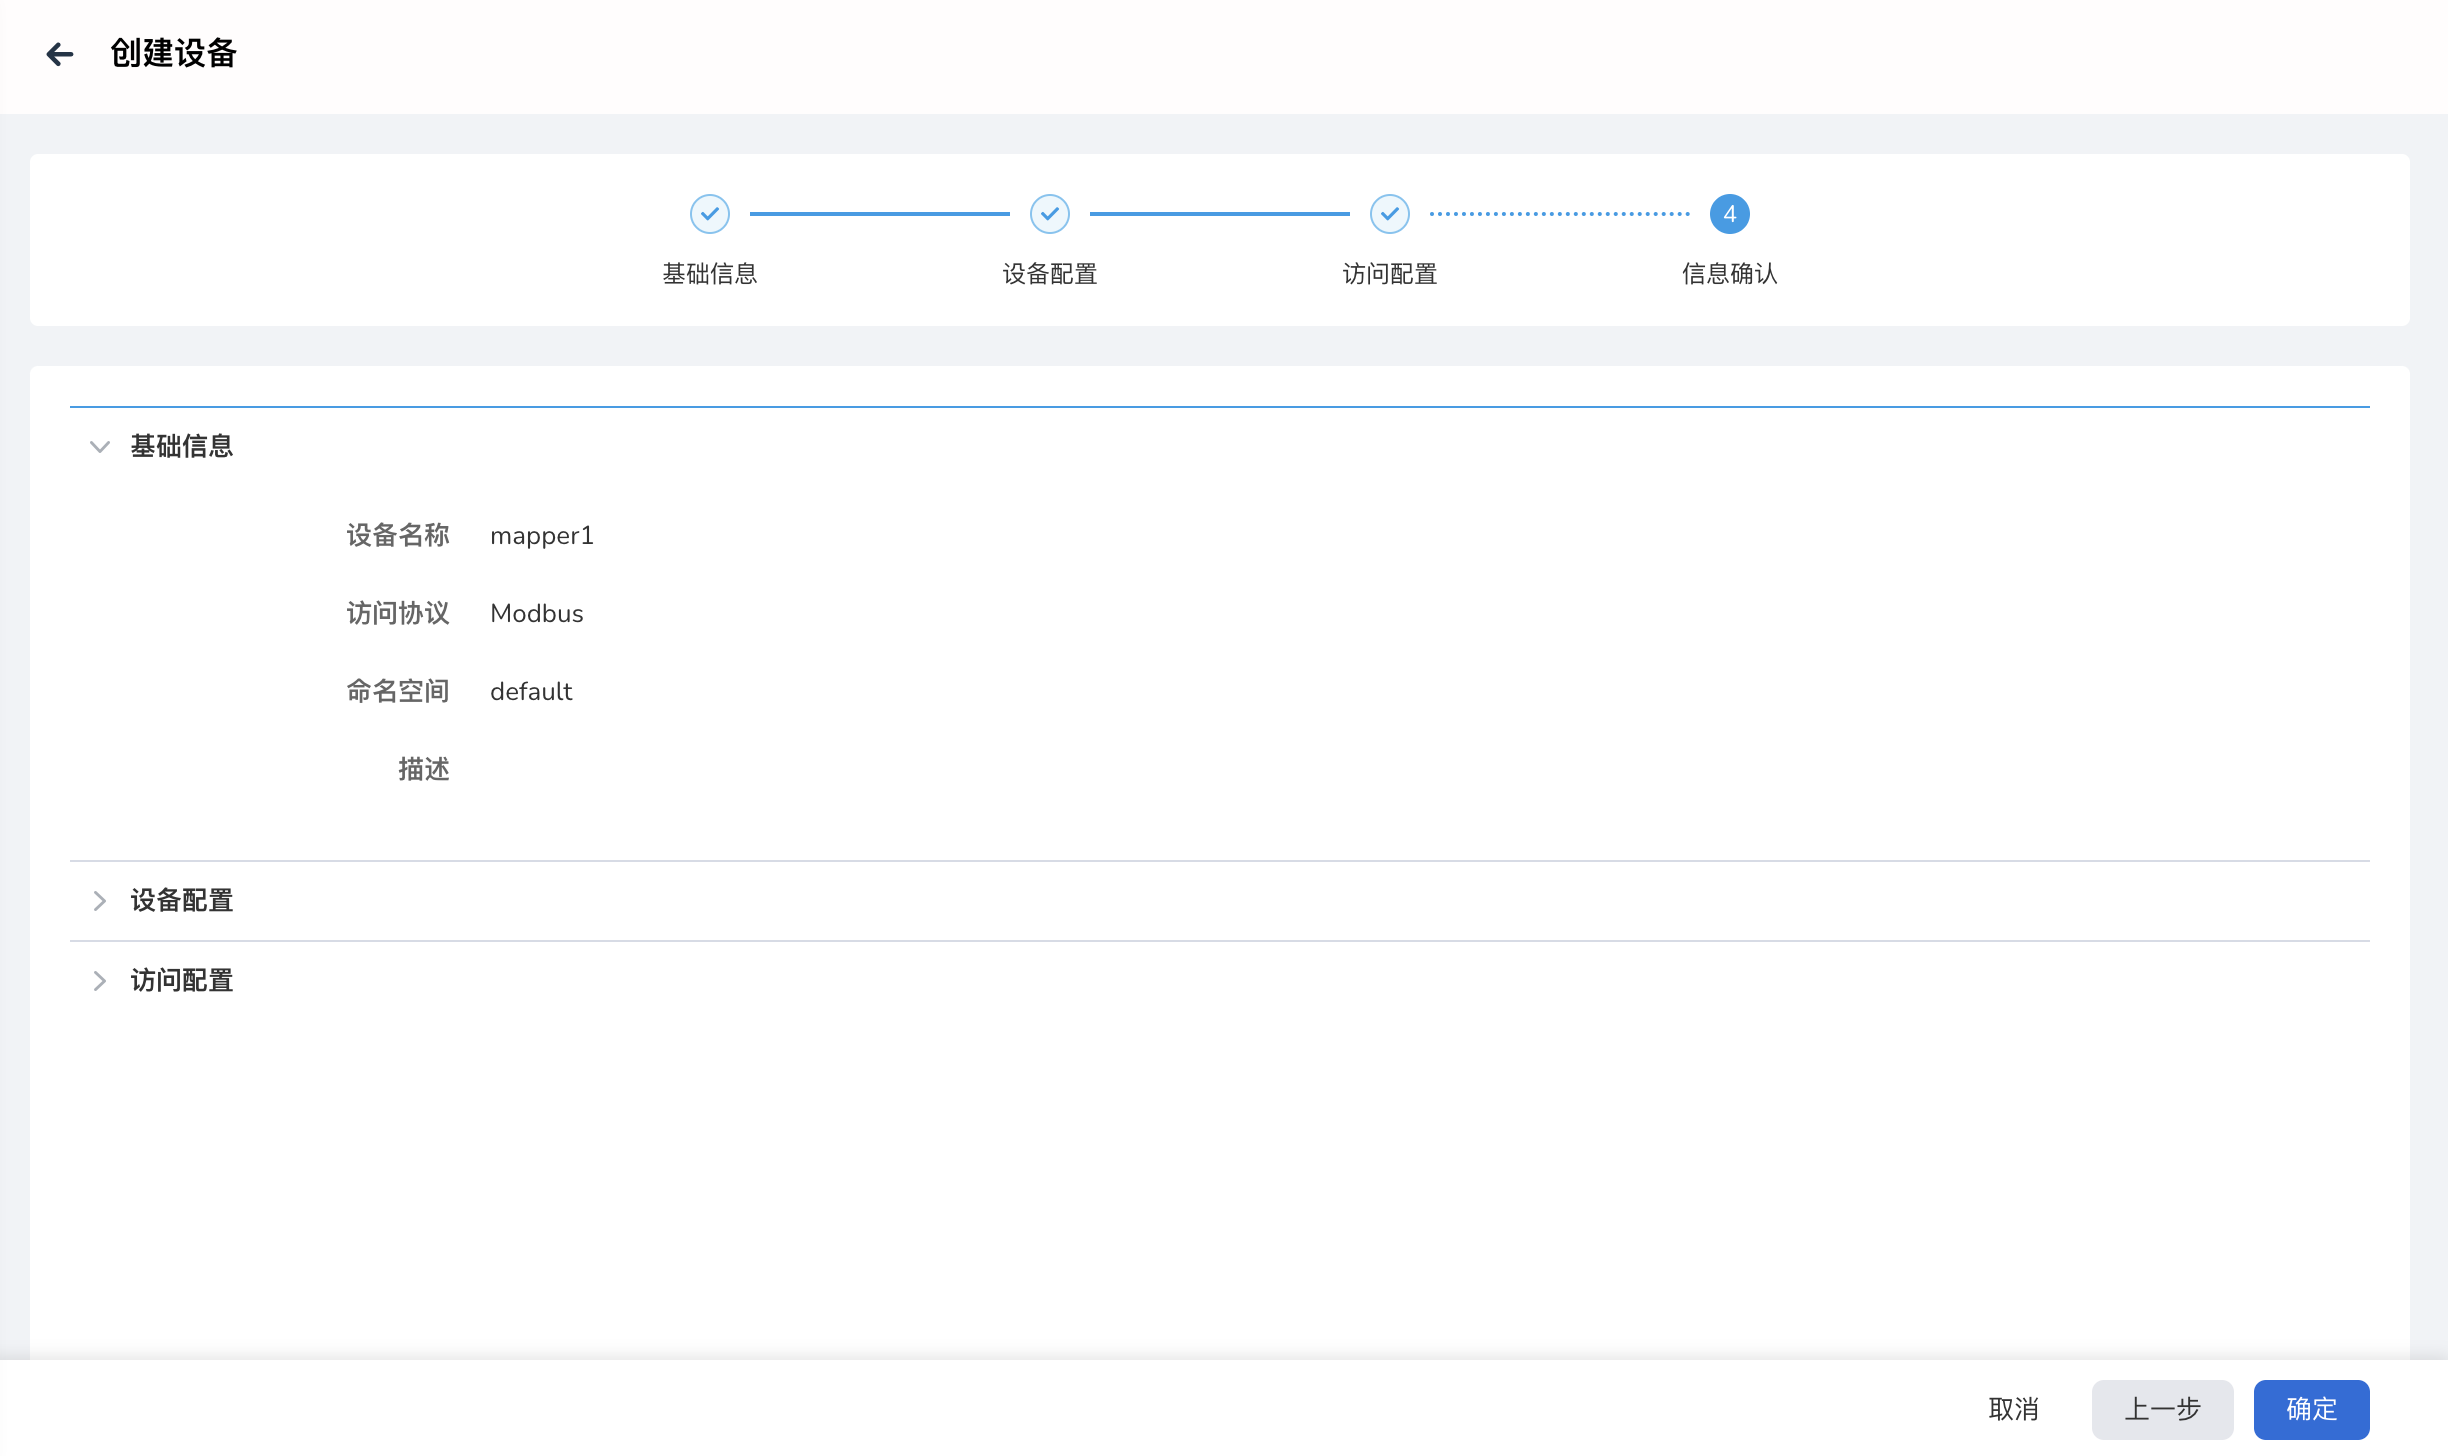 创建设备
4
基础信息 设备配置 访问配置 信息确认
基础信息
设备名称 mapper1
访问协议 Modbus
命名空间 default
描述
设备配置
访问配置
取消 上一步 确定